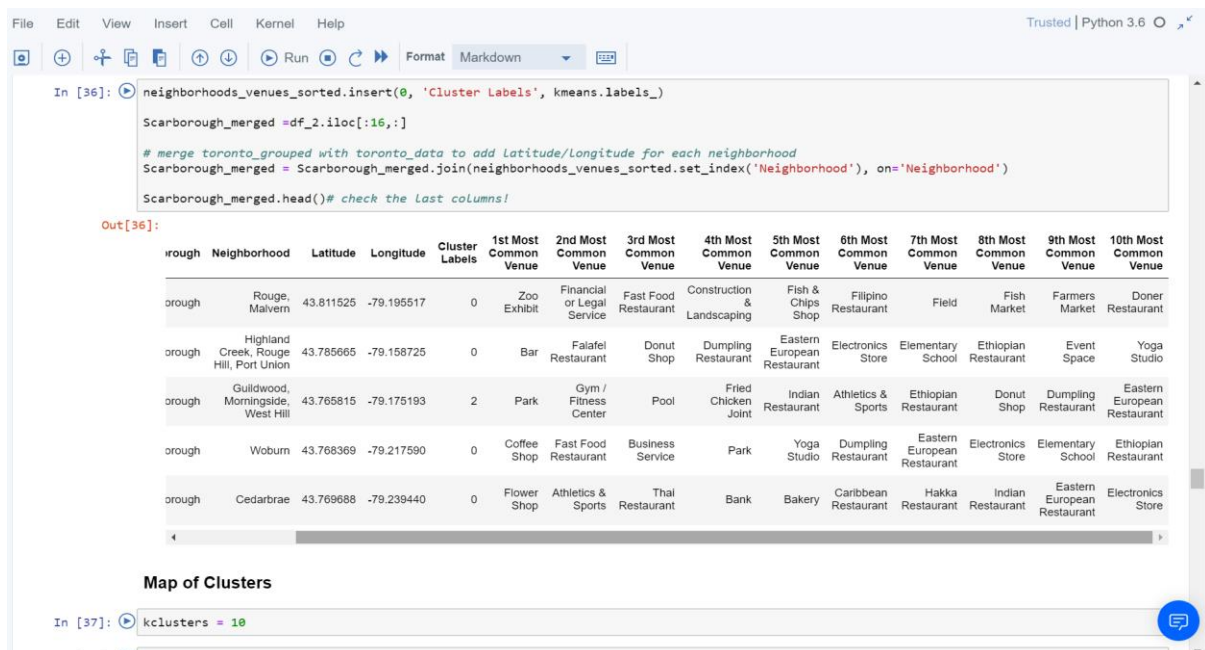 File Edit View Insert Cell Kernel Help Trusted | Python 3.6
Run Format Markdown
In [36]: neighborhoods_venues_sorted.insert(0, 'Cluster Labels', kmeans.labels_)
Scarborough_merged =df_2.iloc[:16,:]
# merge toronto_grouped with toronto_data to add latitude/longitude for each neighborhood
Scarborough_merged = Scarborough_merged.join(neighborhoods_venues_sorted.set_index('Neighborhood'), on='Neighborhood')
Scarborough_merged.head()# check the last columns!
Out[36]:
orough Neighborhood Latitude Longitude Cluster Labels 1st Most Common Venue 2nd Most Common Venue 3rd Most Common Venue 4th Most Common Venue 5th Most Common Venue 6th Most Common Venue 7th Most Common Venue 8th Most Common Venue 9th Most Common Venue 10th Most Common Venue
orough Rouge, Malvern 43.811525 -79.195517 0 Zoo Exhibit Financial or Legal Service Fast Food Restaurant Construction & Landscaping Fish & Chips Shop Filipino Restaurant Field Fish Market Farmers Market Doner Restaurant
orough Highland Creek, Rouge Hill, Port Union 43.785665 -79.158725 0 Bar Falafel Restaurant Donut Shop Dumpling Restaurant Eastern European Restaurant Electronics Store Elementary School Ethiopian Restaurant Event Space Yoga Studio
orough Guildwood, Morningside, West Hill 43.765815 -79.175193 2 Park Gym / Fitness Center Pool Fried Chicken Joint Indian Restaurant Athletics & Sports Ethiopian Restaurant Donut Shop Dumpling Restaurant Eastern European Restaurant
orough Woburn 43.768369 -79.217590 0 Coffee Shop Fast Food Restaurant Business Service Park Yoga Studio Dumpling Restaurant Eastern European Restaurant Electronics Store Elementary School Ethiopian Restaurant
orough Cedarbrae 43.769688 -79.239440 0 Flower Shop Athletics & Sports Thai Restaurant Bank Bakery Caribbean Restaurant Hakka Restaurant Indian Restaurant Eastern European Restaurant Electronics Store
Map of Clusters
In [37]: kclusters = 10